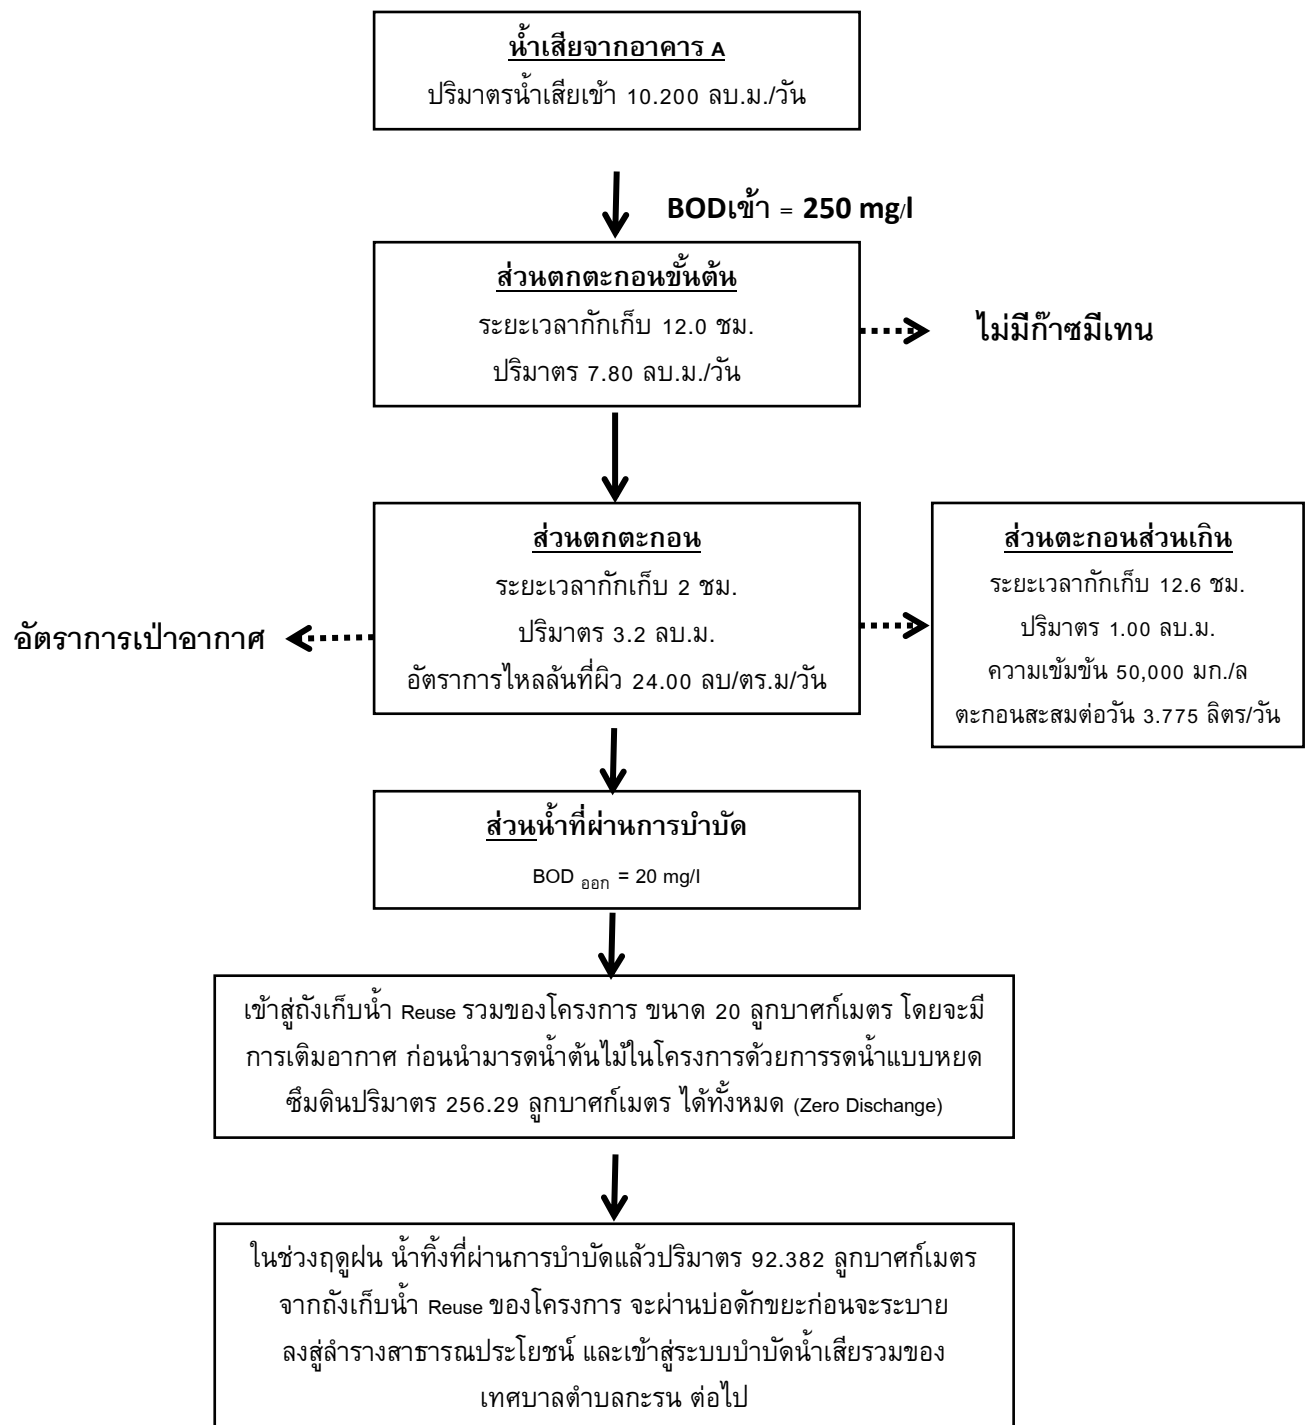 น้ำเสียจากอาคาร A
ปริมาตรน้ำเสียเข้า 10.200 ลบ.ม./วัน
BODเข้า = 250 mg/l
ส่วนตกตะกอนขั้นต้น
ระยะเวลากักเก็บ 12.0 ชม.
ปริมาตร 7.80 ลบ.ม./วัน
ไม่มีก๊าซมีเทน
ส่วนตกตะกอน
ระยะเวลากักเก็บ 2 ชม.
ปริมาตร 3.2 ลบ.ม.
อัตราการไหลล้นที่ผิว 24.00 ลบ/ตร.ม/วัน
อัตราการเป่าอากาศ
ส่วนตะกอนส่วนเกิน
ระยะเวลากักเก็บ 12.6 ชม.
ปริมาตร 1.00 ลบ.ม.
ความเข้มข้น 50,000 มก./ล
ตะกอนสะสมต่อวัน 3.775 ลิตร/วัน
ส่วนน้ำที่ผ่านการบำบัด
BOD ออก = 20 mg/l
เข้าสู่ถังเก็บน้ำ Reuse รวมของโครงการ ขนาด 20 ลูกบาศก์เมตร โดยจะมี
การเติมอากาศ ก่อนนำมารดน้ำต้นไม้ในโครงการด้วยการรดน้ำแบบหยด
ซึมดินปริมาตร 256.29 ลูกบาศก์เมตร ได้ทั้งหมด (Zero Dischange)
ในช่วงฤดูฝน น้ำทิ้งที่ผ่านการบำบัดแล้วปริมาตร 92.382 ลูกบาศก์เมตร
จากถังเก็บน้ำ Reuse ของโครงการ จะผ่านบ่อดักขยะก่อนจะระบาย
ลงสู่ลำรางสาธารณประโยชน์ และเข้าสู่ระบบบำบัดน้ำเสียรวมของ
เทศบาลตำบลกะรน ต่อไป